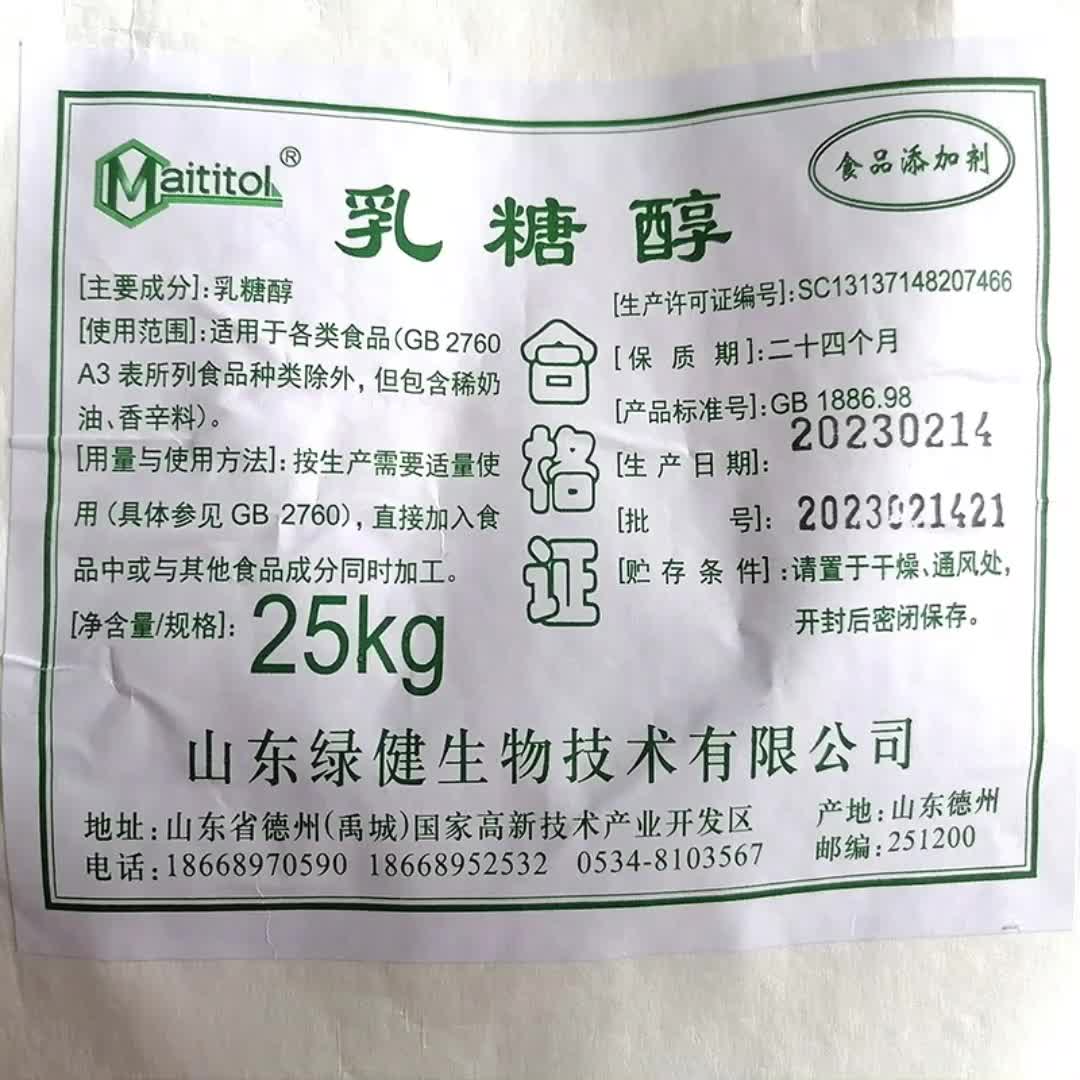 Maititol®
食品添加剂
乳糖醇
[主要成分]:乳糖醇
[使用范围]:适用于各类食品(GB 2760
A3 表所列食品种类除外,但包含稀奶
油、香辛料)。
[用量与使用方法]:按生产需要适量使
用(具体参见 GB 2760),直接加入食
品中或与其他食品成分同时加工。
[净含量/规格]: 25kg
合格证
[生产许可证编号]:SC13137148207466
[保质期]:二十四个月
[产品标准号]:GB 1886.98
[生产日期]: 20230214
[批号]: 2023021421
[贮存条件]:请置于干燥、通风处,
开封后密闭保存。
山东绿健生物技术有限公司
地址:山东省德州(禹城)国家高新技术产业开发区
产地:山东德州
电话:18668970590 18668952532 0534-8103567
邮编:251200